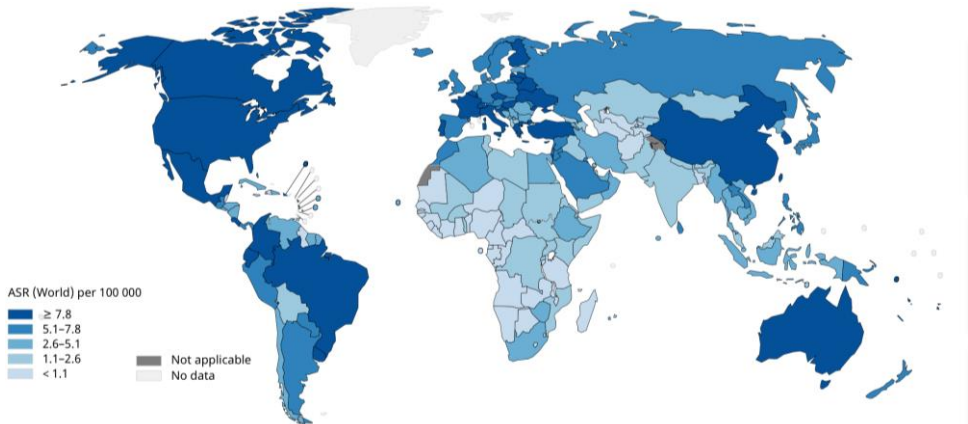 ASR (World) per 100 000
≥ 7.8
5.1–7.8
2.6–5.1
1.1–2.6
< 1.1
Not applicable
No data